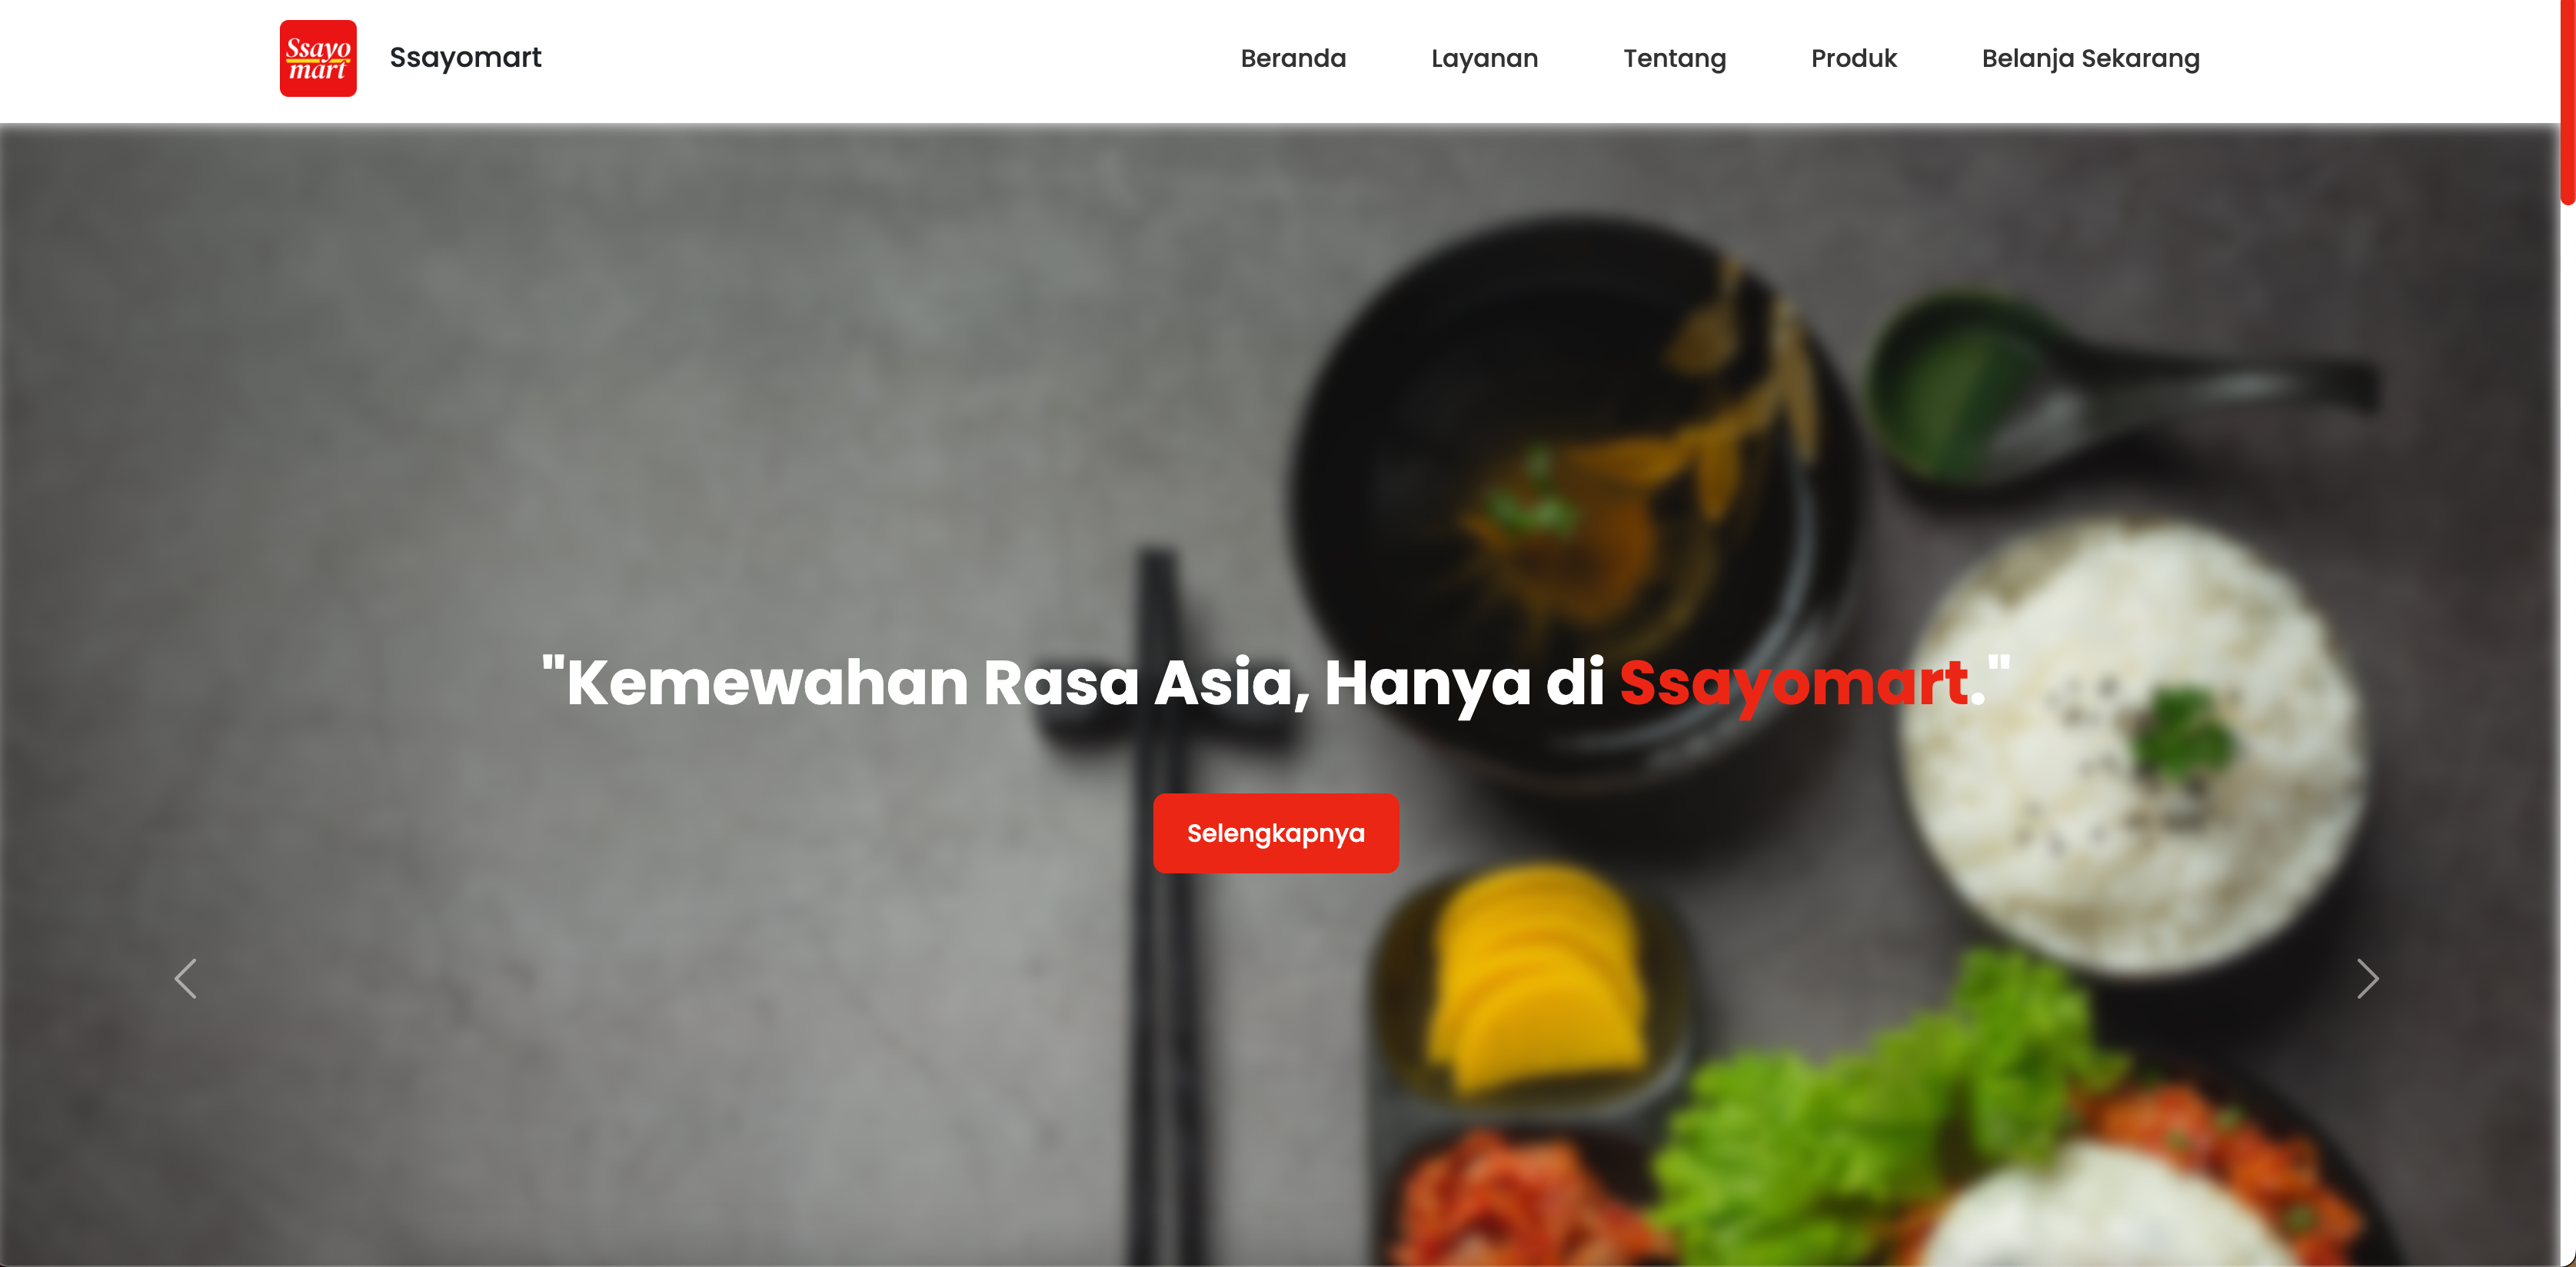 Ssayo
mart
Ssayomart
Beranda
Layanan
Tentang
Produk
Belanja Sekarang
"Kemewahan Rasa Asia, Hanya di Ssayomart."
Selengkapnya